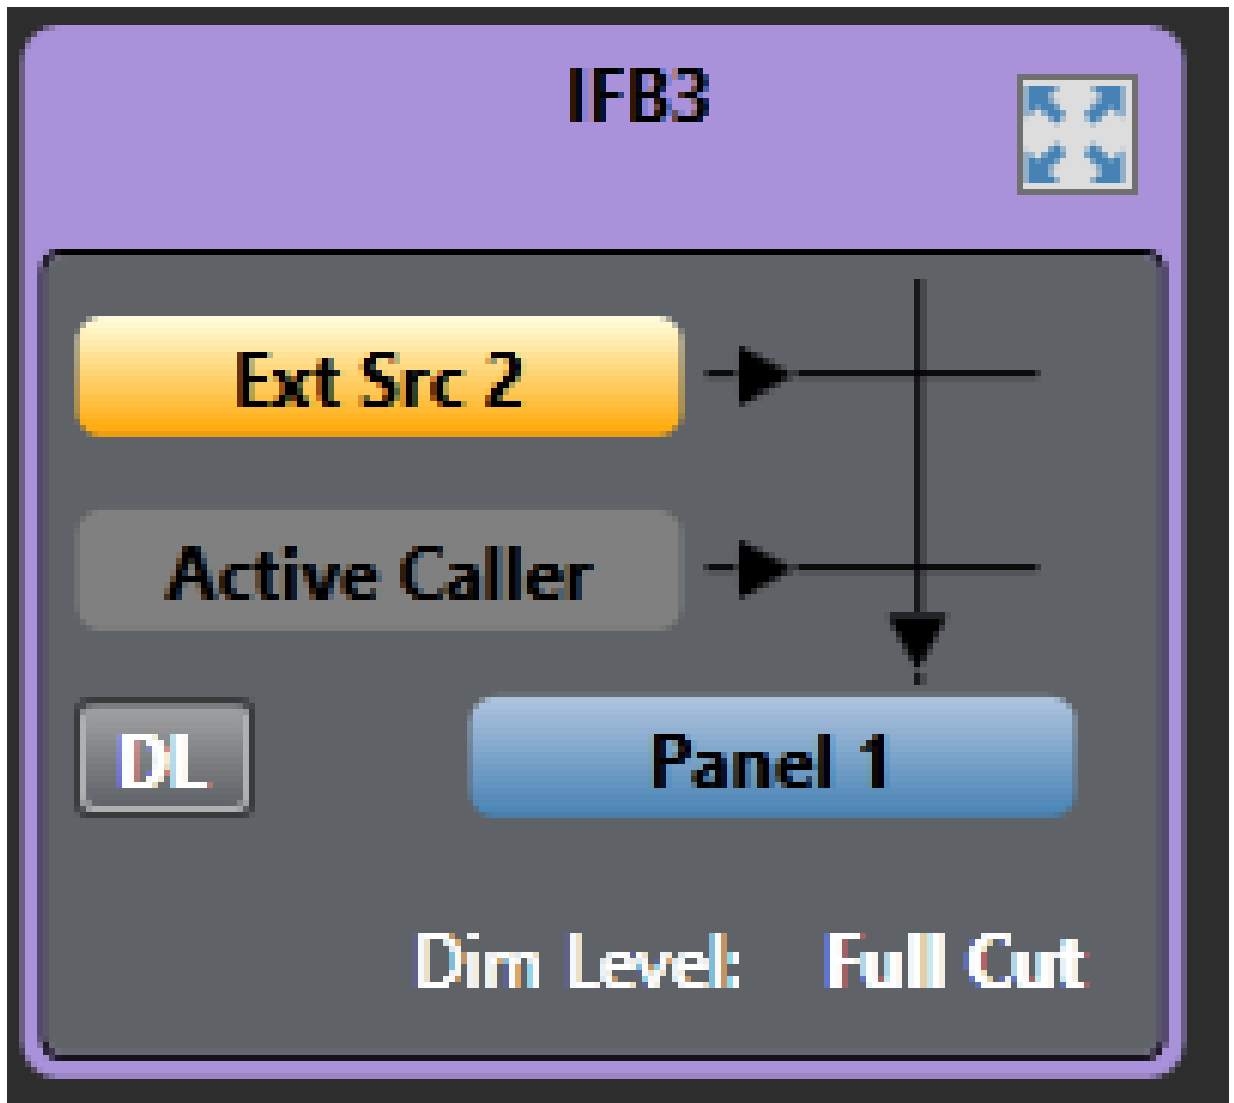 IFB3
Ext Src 2
Active Caller
DL
Panel 1
Dim Level: Full Cut